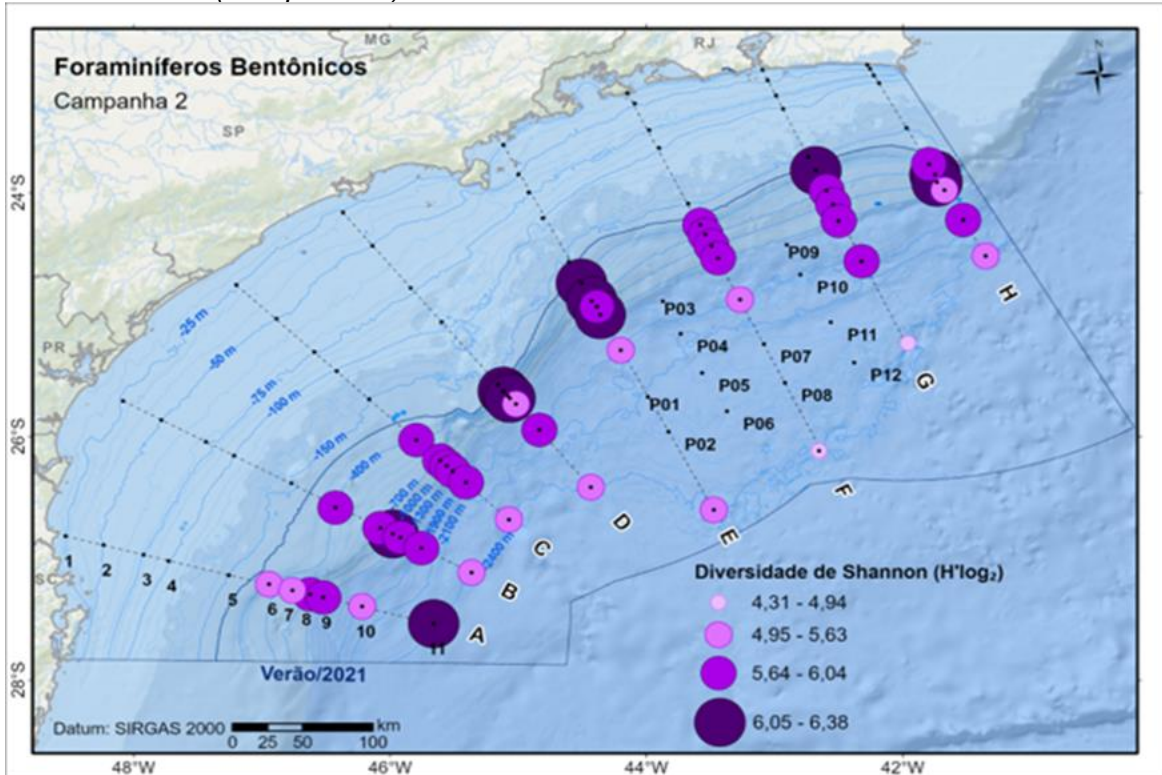 MG
RJ
Foraminíferos Bentônicos
Campanha 2
SP
N
24°S
PR
-25 m
-50 m
-75 m
-100 m
-150 m
-400 m
26°S
P09
P10
P03
P04
P11
P12
P07
P05
P08
P01
P06
P02
H
G
F
E
D
C
B
A
-2100 m
-2400 m
SC
1
2
3
4
5
6
7
8
9
10
11
Diversidade de Shannon (H'log₂)
4,31 - 4,94
4,95 - 5,63
5,64 - 6,04
6,05 - 6,38
Verão/2021
28°S
Datum: SIRGAS 2000
km
0 25 50 100
48°W
46°W
44°W
42°W